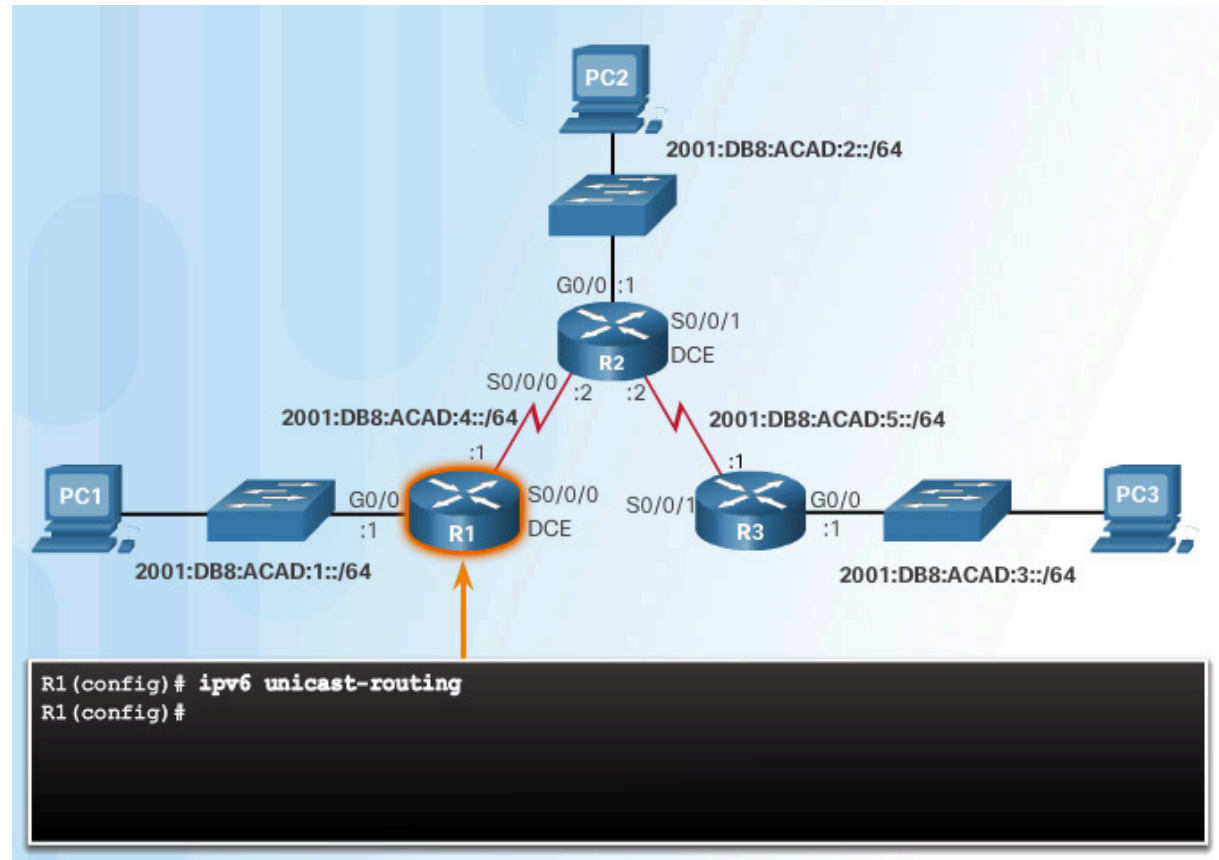 PC2
2001:DB8:ACAD:2::/64
G0/0 :1
S0/0/1
R2
DCE
S0/0/0 :2 :2
2001:DB8:ACAD:4::/64
2001:DB8:ACAD:5::/64
:1
:1
PC1
G0/0
:1
R1
S0/0/0
DCE
S0/0/1
R3
G0/0
:1
PC3
2001:DB8:ACAD:1::/64
2001:DB8:ACAD:3::/64
R1(config)# ipv6 unicast-routing
R1(config)#